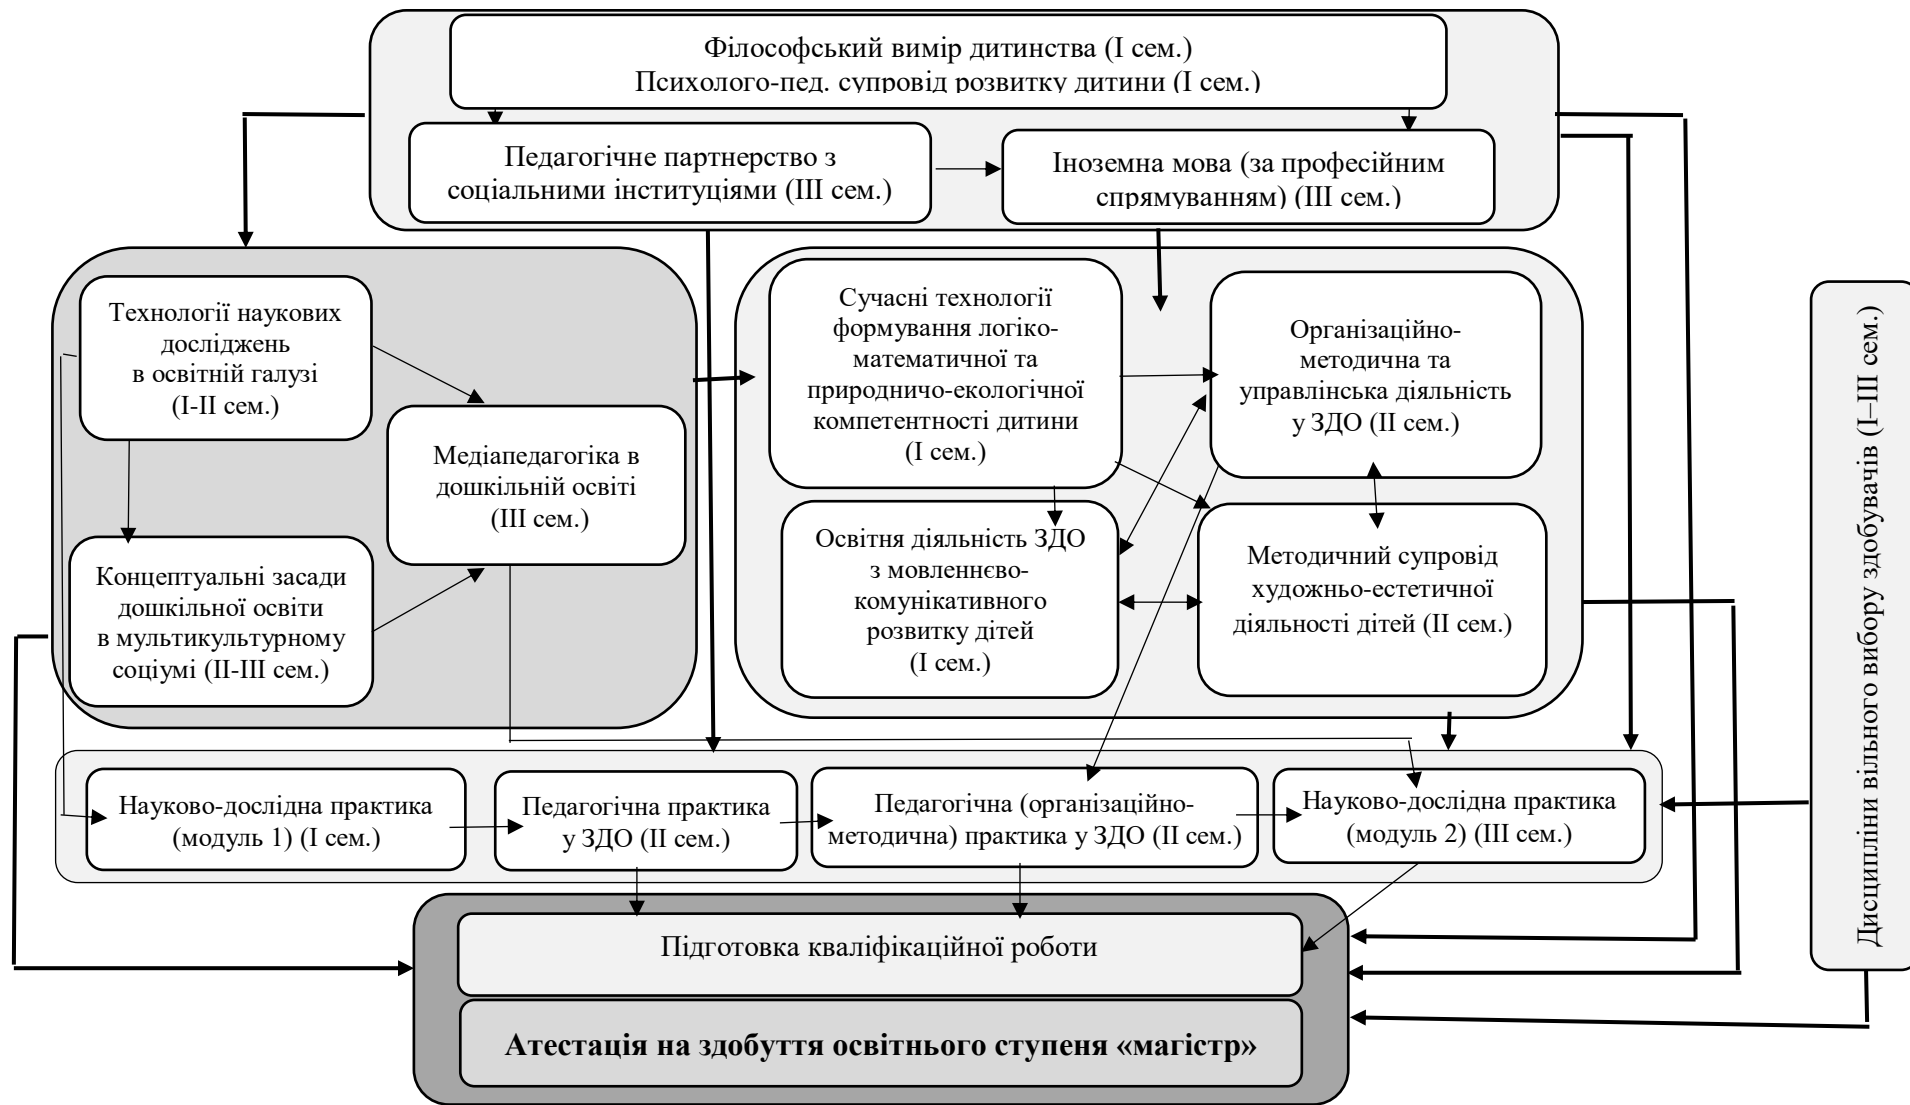 Філософський вимір дитинства (І сем.)
Психолого-пед. супровід розвитку дитини (І сем.)
Педагогічне партнерство з
соціальними інституціями (ІІІ сем.)
Іноземна мова (за професійним
спрямуванням) (ІІІ сем.)
Технології наукових
досліджень
в освітній галузі
(І-ІІ сем.)
Медіапедагогіка в
дошкільній освіті
(ІІІ сем.)
Концептуальні засади
дошкільної освіти
в мультикультурному
соціумі (ІІ-ІІІ сем.)
Сучасні технології
формування логіко-
математичної та
природничо-екологічної
компетентності дитини
(І сем.)
Організаційно-
методична та
управлінська діяльність
у ЗДО (ІІ сем.)
Освітня діяльність ЗДО
з мовленнєво-
комунікативного
розвитку дітей
(І сем.)
Методичний супровід
художньо-естетичної
діяльності дітей (ІІ сем.)
Дисципліни вільного вибору здобувачів (І–ІІІ сем.)
Науково-дослідна практика
(модуль 1) (І сем.)
Педагогічна практика
у ЗДО (ІІ сем.)
Педагогічна (організаційно-
методична) практика у ЗДО (ІІ сем.)
Науково-дослідна практика
(модуль 2) (ІІІ сем.)
Підготовка кваліфікаційної роботи
Атестація на здобуття освітнього ступеня «магістр»